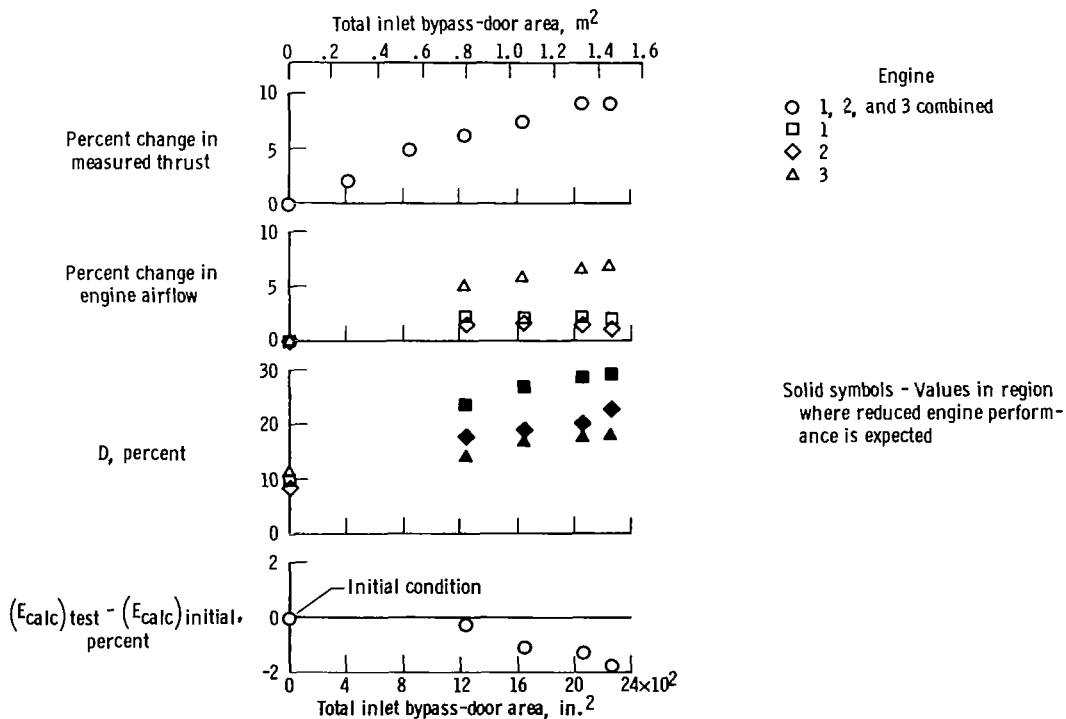 Total inlet bypass-door area, m²
0 .2 .4 .6 .8 1.0 1.2 1.4 1.6
Percent change in
measured thrust
10
5
0
Engine
1, 2, and 3 combined
1
2
3
Percent change in
engine airflow
10
5
0
D, percent
30
20
10
0
Solid symbols - Values in region
where reduced engine perform-
ance is expected
(Ecalc)test - (Ecalc)initial,
percent
2
0
-2
Initial condition
0 4 8 12 16 20 24×10²
Total inlet bypass-door area, in.²